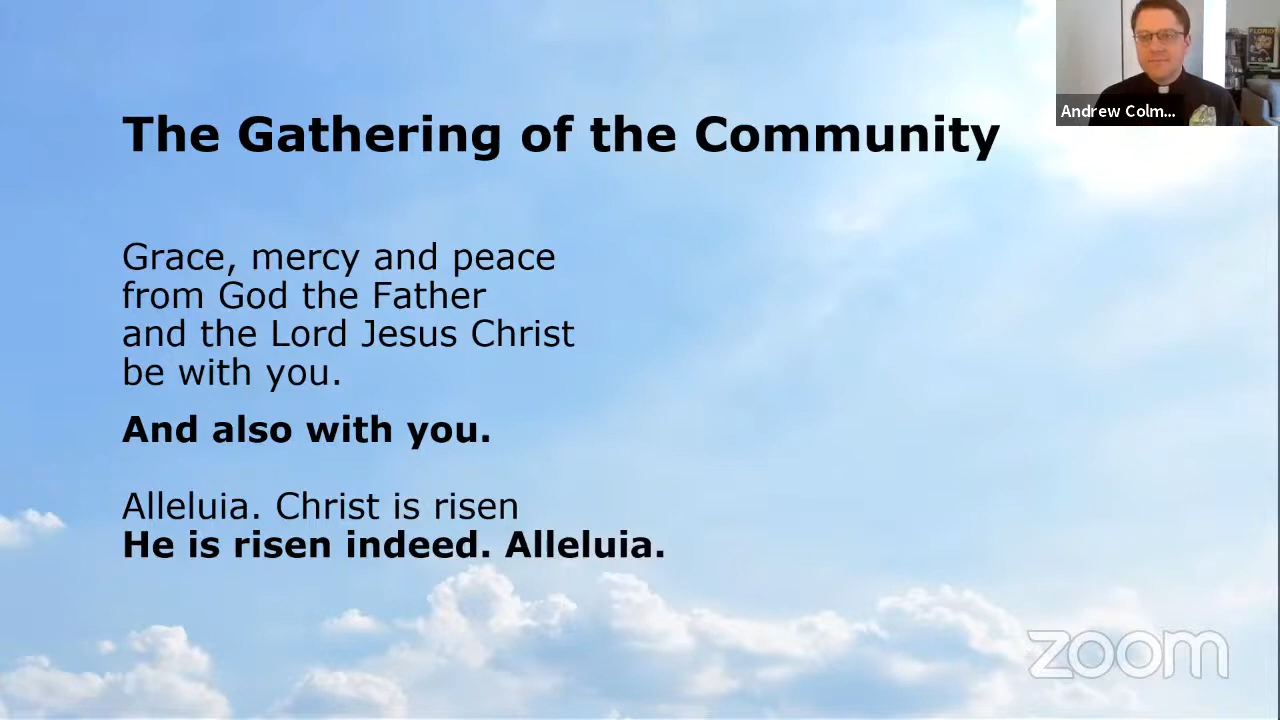 The Gathering of the Community
Andrew Colm...
FLORIO
Grace, mercy and peace
from God the Father
and the Lord Jesus Christ
be with you.
And also with you.
Alleluia. Christ is risen
He is risen indeed. Alleluia.
zoom